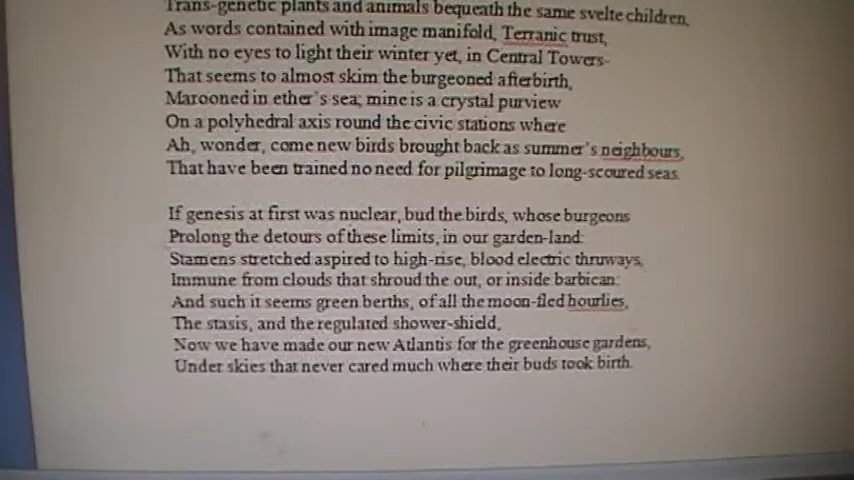 Trans-genetic plants and animals bequeath the same svelte children,
As words contained with image manifold, Terranic trust,
With no eyes to light their winter yet, in Central Towers-
That seems to almost skim the burgeoned afterbirth,
Marooned in ether's sea; mine is a crystal purview
On a polyhedral axis round the civic stations where
Ah, wonder, come new birds brought back as summer's neighbours,
That have been trained no need for pilgrimage to long-scoured seas.
If genesis at first was nuclear, bud the birds, whose burgeons
Prolong the detours of these limits, in our garden-land:
Stamens stretched aspired to high-rise, blood electric thruways,
Immune from clouds that shroud the out, or inside barbican:
And such it seems green berths, of all the moon-fled hourlies,
The stasis, and the regulated shower-shield,
Now we have made our new Atlantis for the greenhouse gardens,
Under skies that never cared much where their buds took birth.